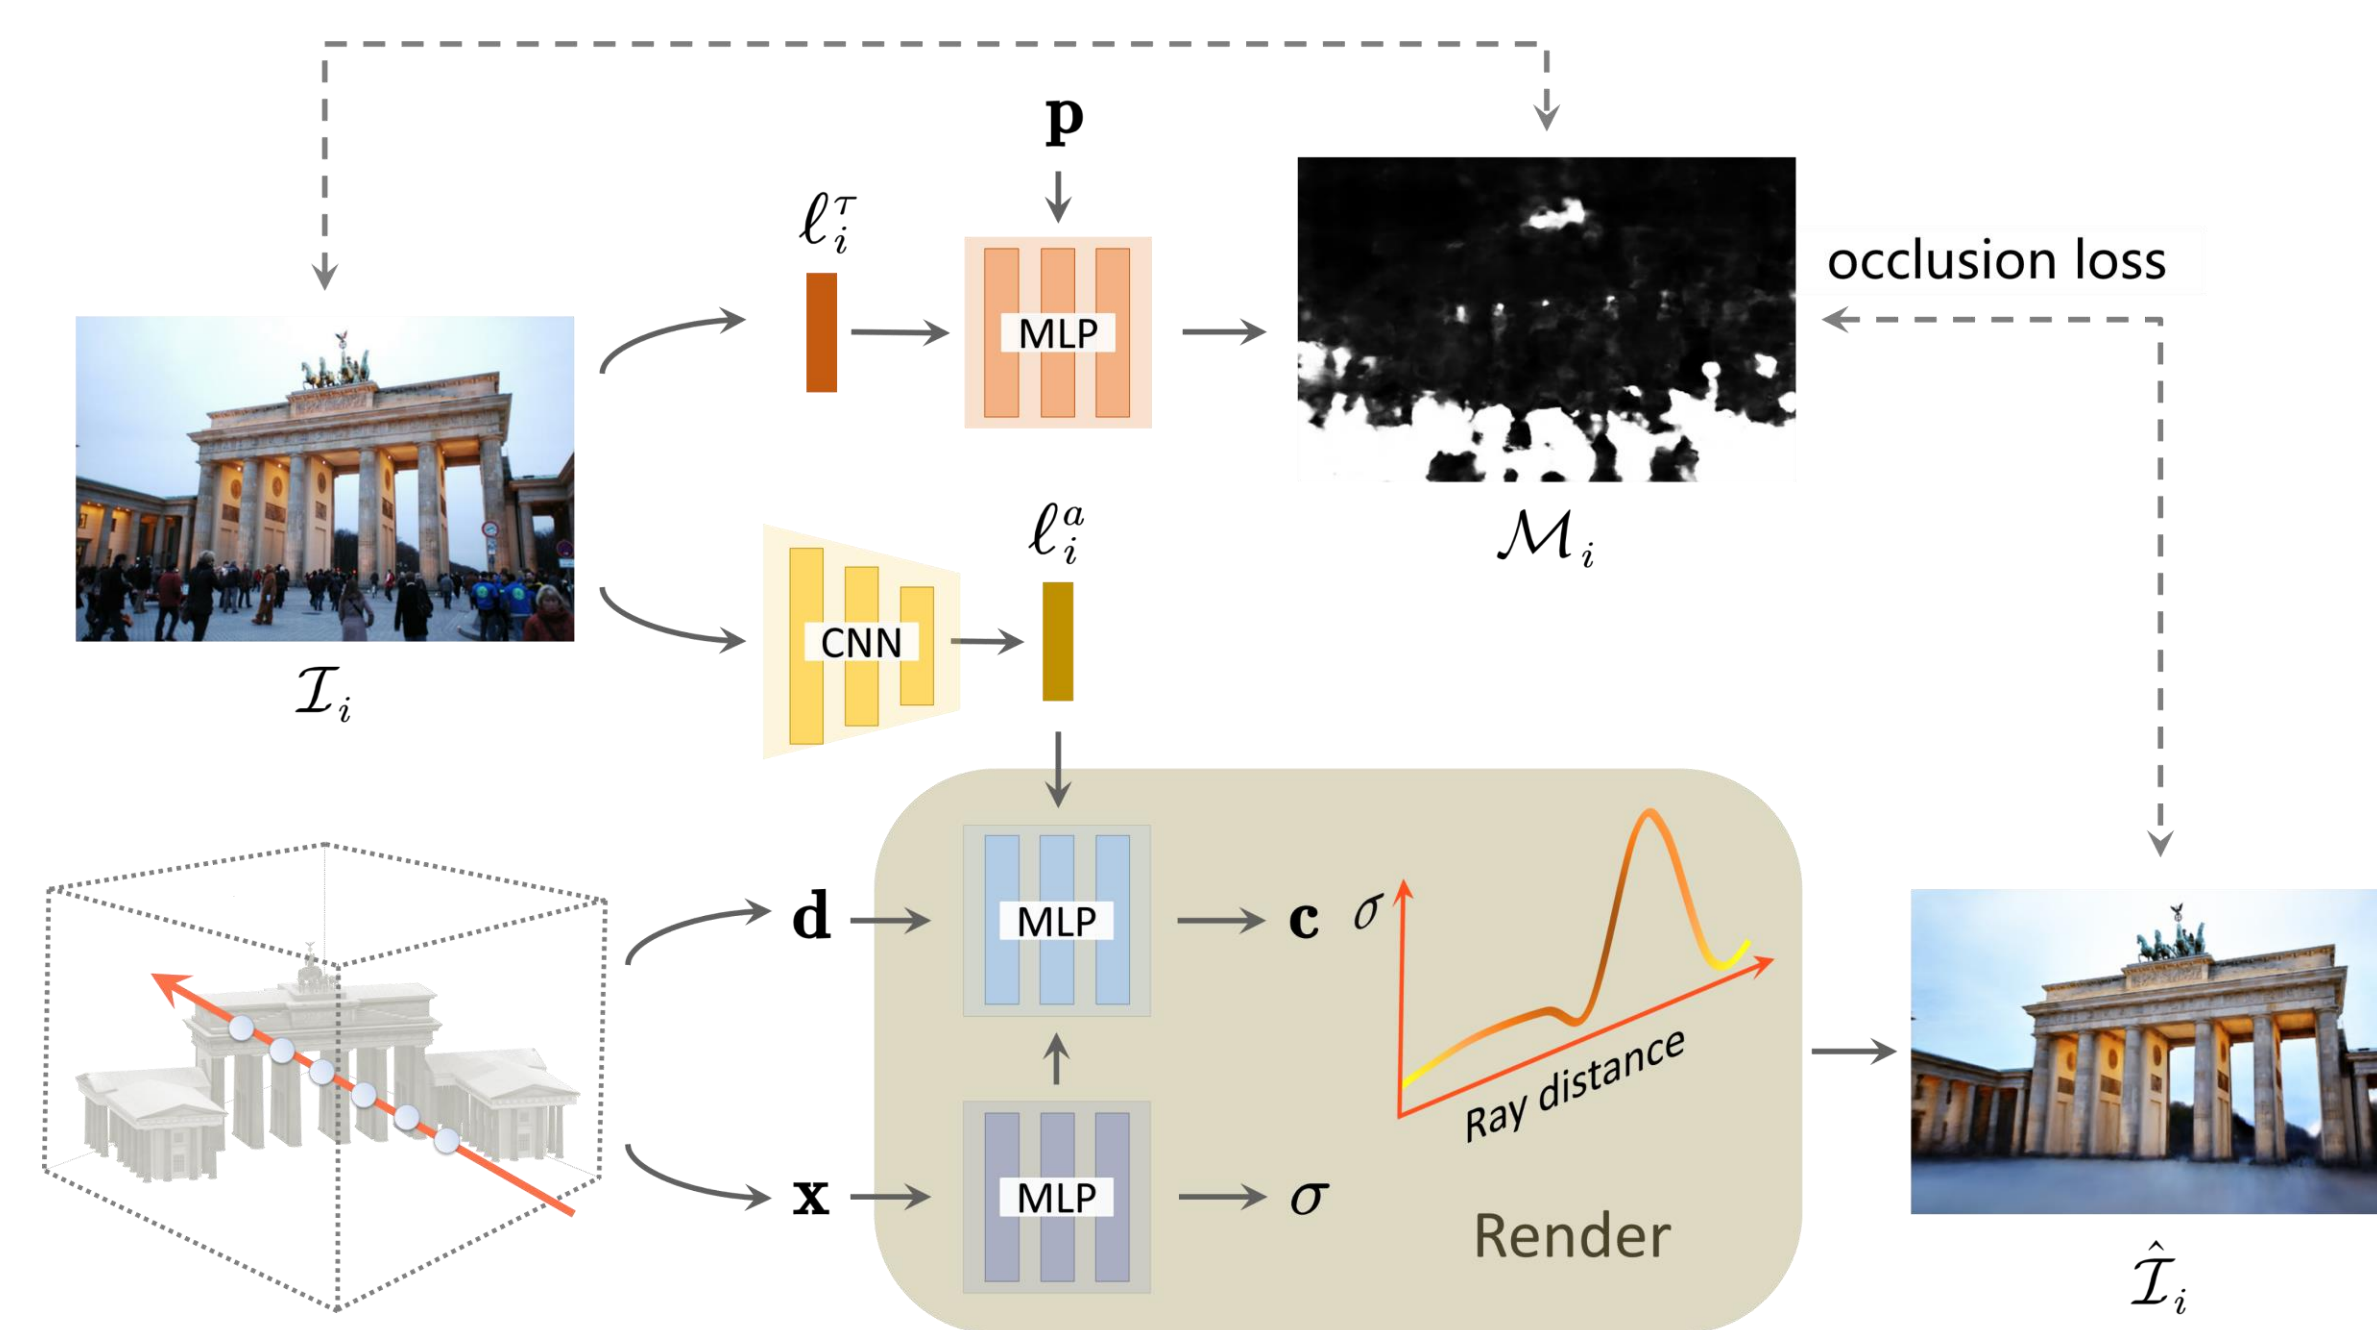 p
ℓ_i^τ
MLP
occlusion loss
ℳ_i
ℓ_i^a
CNN
ℐ_i
d
MLP
c
σ
Ray distance
x
MLP
σ
Render
ℐ̂_i